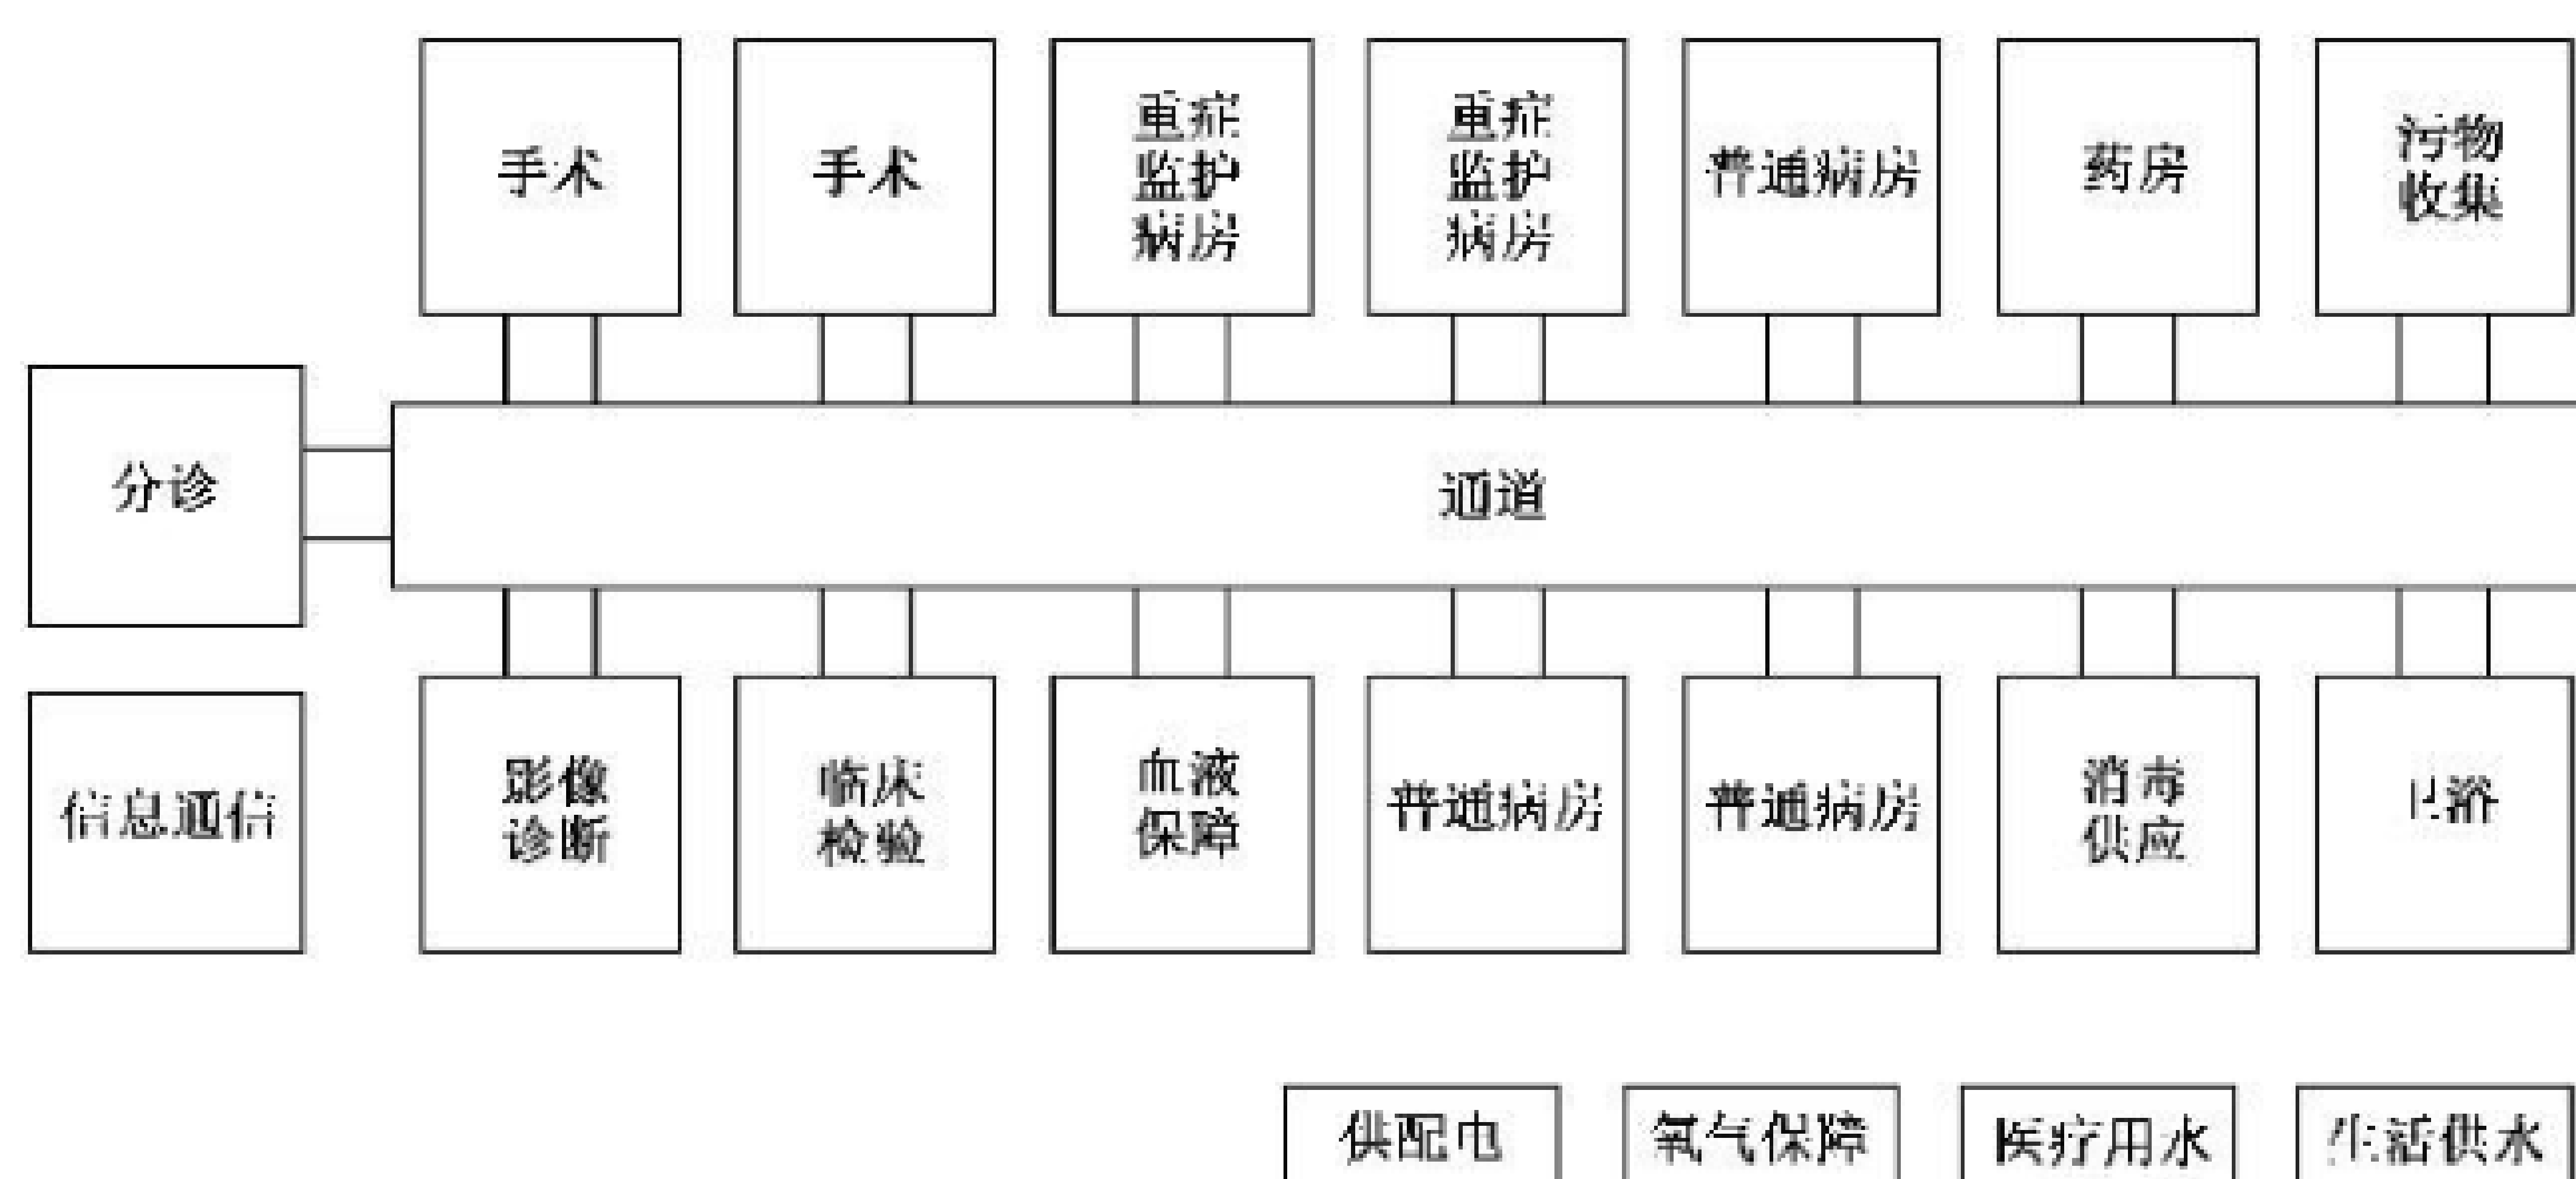 手术
手术
重症
监护
病房
重症
监护
病房
普通病房
药房
污物
收集
分诊
通道
信息通信
影像
诊断
临床
检验
血液
保障
普通病房
普通病房
消毒
供应
卫浴
供配电
氧气保障
医疗用水
生活供水